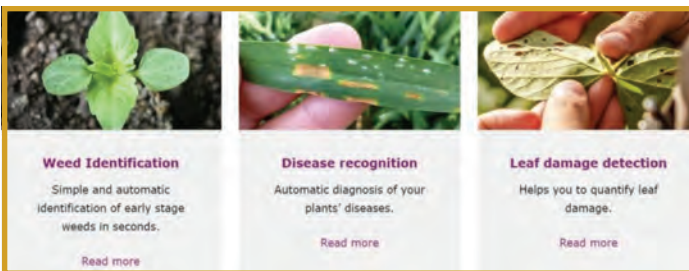 Weed Identification
Simple and automatic
identification of early stage
weeds in seconds.
Read more
Disease recognition
Automatic diagnosis of your
plants' diseases.
Read more
Leaf damage detection
Helps you to quantify leaf
damage.
Read more